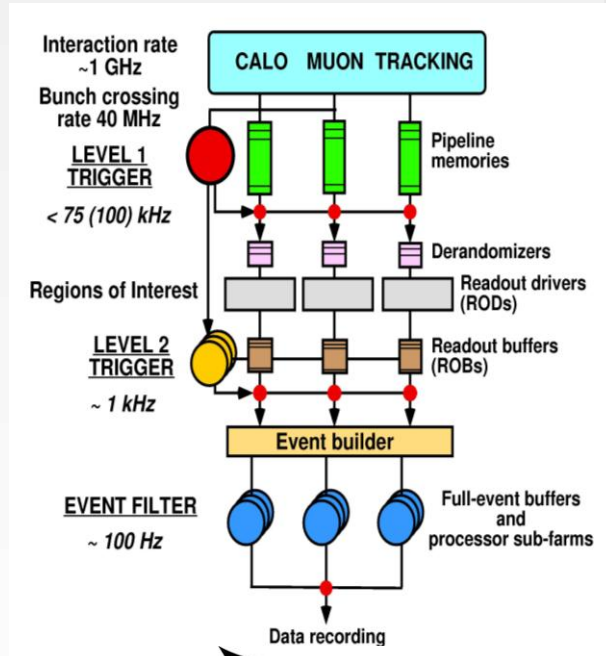 Interaction rate
~1 GHz
CALO MUON TRACKING
Bunch crossing
rate 40 MHz
LEVEL 1
TRIGGER
Pipeline
memories
< 75 (100) kHz
Derandomizers
Regions of Interest
Readout drivers
(RODs)
LEVEL 2
TRIGGER
Readout buffers
(ROBs)
~ 1 kHz
Event builder
EVENT FILTER
~ 100 Hz
Full-event buffers
and
processor sub-farms
Data recording